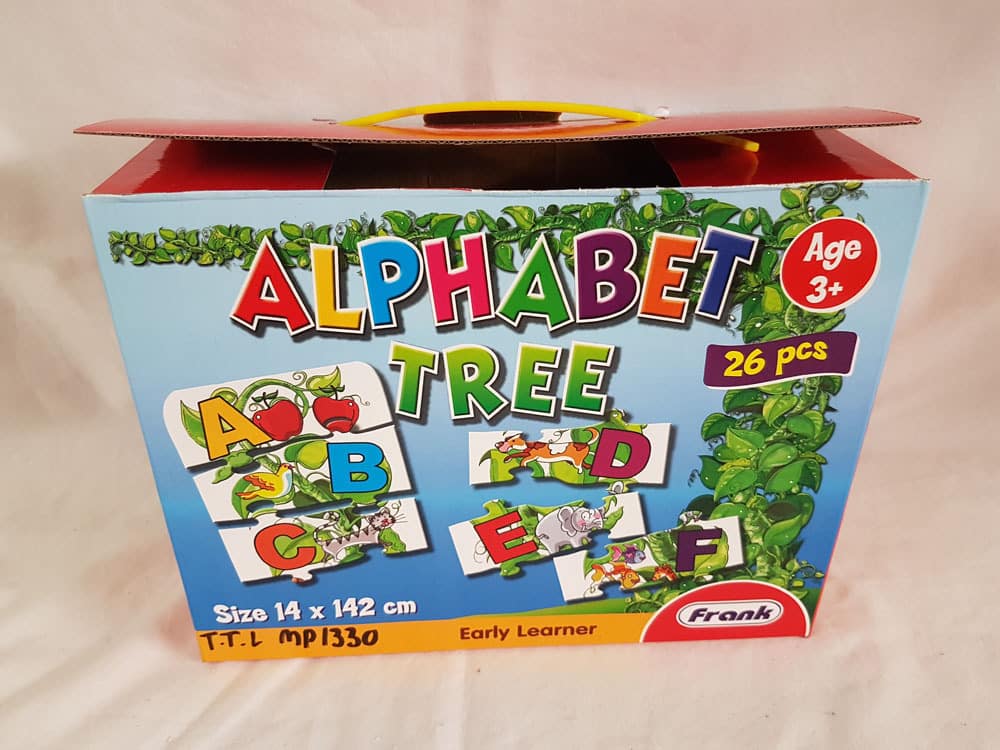 ALPHABET
TREE
Age
3+
26 pcs
A
B
C
D
E
F
Size 14 x 142 cm
T.T.L MP1330
Early Learner
Frank